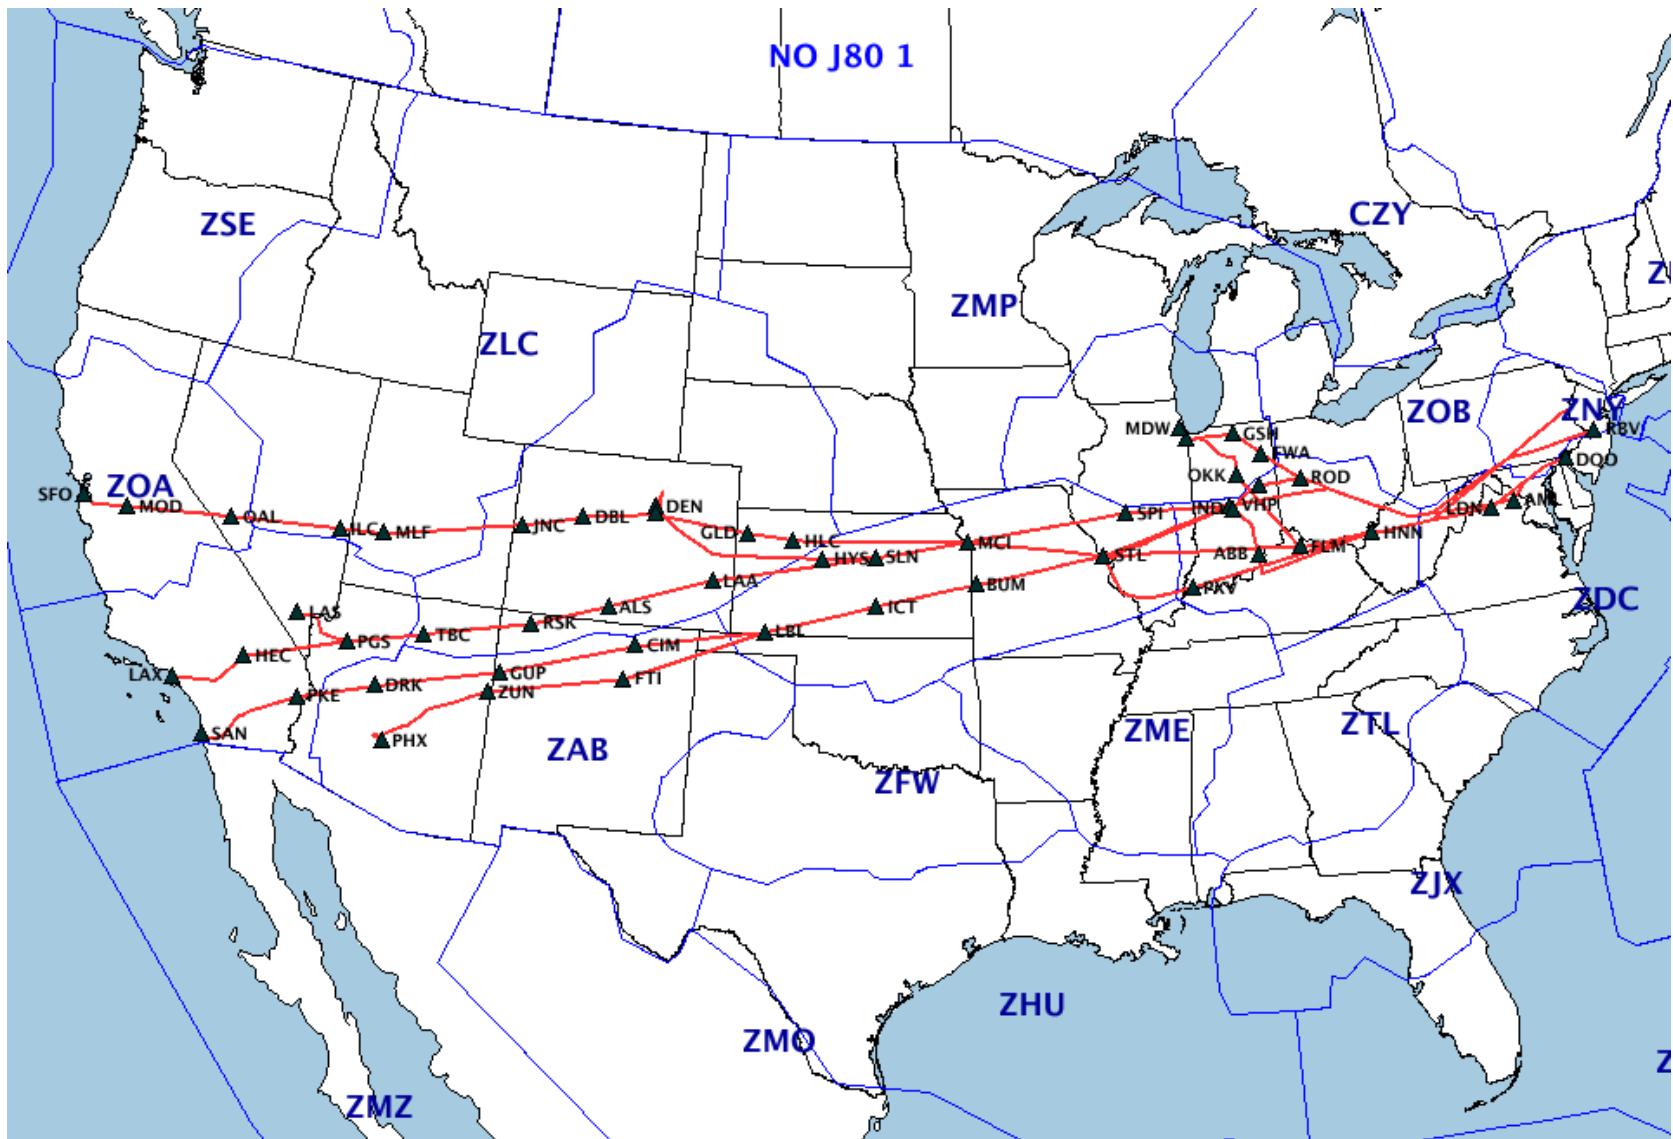 NO J80 1
CZY
ZSE
ZMP
ZLC
ZOB
ZNY
RBV
MDW
GSH
FWA
DQO
OKK
ROD
SFO
ZOA
MOD
OAL
ILC
MLF
JNC
DBL
DEN
GLD
HLC
HYS
SLN
MCI
SPI
IND
VHP
LDN
AML
STL
ABB
FLM
HNN
LAA
BUM
PXV
ALS
ICT
ZDC
LAS
PGS
TBC
RSK
LBL
HEC
CIM
LAX
GUP
FTI
PKE
DRK
ZUN
SAN
PHX
ZAB
ZFW
ZME
ZTL
ZJX
ZHU
ZMO
ZMZ